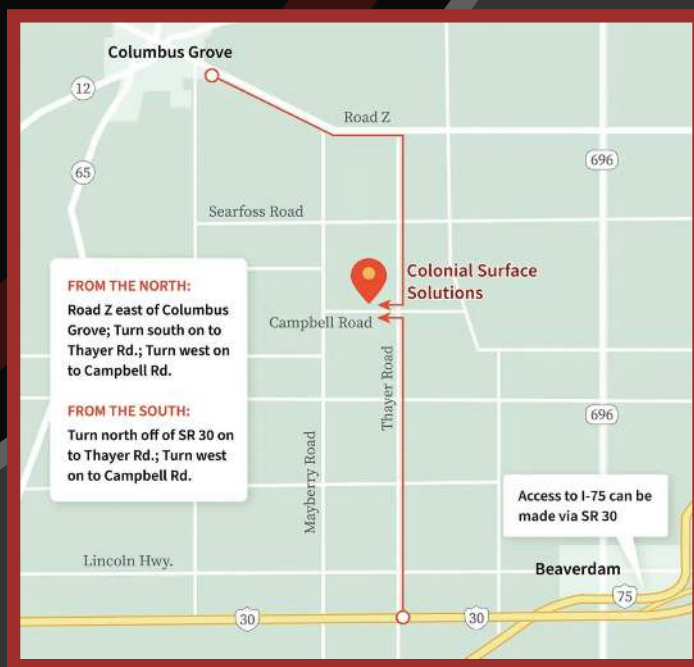 Columbus Grove
12
Road Z
696
65
Searfoss Road
Colonial Surface
Solutions
FROM THE NORTH:
Road Z east of Columbus
Grove; Turn south on to
Thayer Rd.; Turn west on
to Campbell Rd.
Campbell Road
Thayer Road
FROM THE SOUTH:
Turn north off of SR 30 on
to Thayer Rd.; Turn west
on to Campbell Rd.
696
Mayberry Road
Access to I-75 can be
made via SR 30
Lincoln Hwy.
Beaverdam
75
30
30